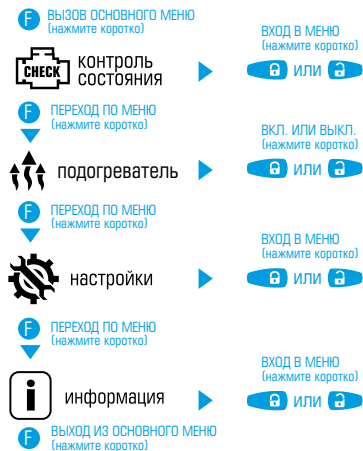 F ВЫЗОВ ОСНОВНОГО МЕНЮ
(нажмите коротко)
ВХОД В МЕНЮ
(нажмите коротко)
CHECK контроль
состояния
или
F ПЕРЕХОД ПО МЕНЮ
(нажмите коротко)
ВКЛ. ИЛИ ВЫКЛ.
(нажмите коротко)
подогреватель
или
F ПЕРЕХОД ПО МЕНЮ
(нажмите коротко)
ВХОД В МЕНЮ
(нажмите коротко)
настройки
или
F ПЕРЕХОД ПО МЕНЮ
(нажмите коротко)
ВХОД В МЕНЮ
(нажмите коротко)
i информация
или
F ВЫХОД ИЗ ОСНОВНОГО МЕНЮ
(нажмите коротко)